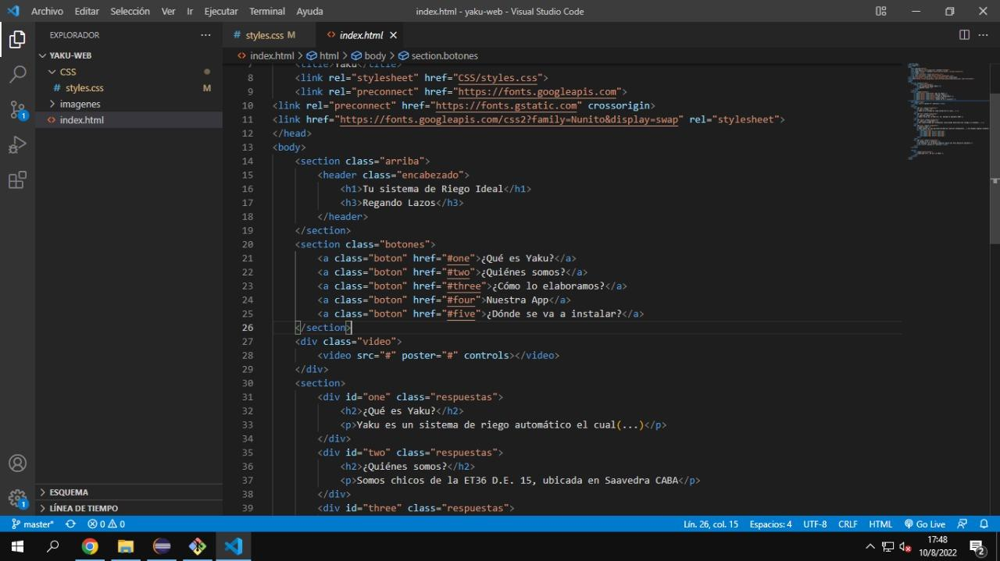 Archivo Editar Selección Ver Ir Ejecutar Terminal Ayuda
index.html - yaku-web - Visual Studio Code
EXPLORADOR
YAKU-WEB
CSS
# styles.css M
imagenes
<> index.html
ESQUEMA
LÍNEA DE TIEMPO
# styles.css M
<> index.html
<> index.html > html > body > section.botones
7 <title>Yaku</title>
8 <link rel="stylesheet" href="CSS/styles.css">
9 <link rel="preconnect" href="https://fonts.googleapis.com">
10 <link rel="preconnect" href="https://fonts.gstatic.com" crossorigin>
11 <link href="https://fonts.googleapis.com/css2?family=Nunito&display=swap" rel="stylesheet">
12 </head>
13 <body>
14 <section class="arriba">
15 <header class="encabezado">
16 <h1>Tu sistema de Riego Ideal</h1>
17 <h3>Regando Lazos</h3>
18 </header>
19 </section>
20 <section class="botones">
21 <a class="boton" href="#one">¿Qué es Yaku?</a>
22 <a class="boton" href="#two">¿Quiénes somos?</a>
23 <a class="boton" href="#three">¿Cómo lo elaboramos?</a>
24 <a class="boton" href="#four">Nuestra App</a>
25 <a class="boton" href="#five">¿Dónde se va a instalar?</a>
26 </section>
27 <div class="video">
28 <video src="#" poster="#" controls></video>
29 </div>
30 <section>
31 <div id="one" class="respuestas">
32 <h2>¿Qué es Yaku?</h2>
33 <p>Yaku es un sistema de riego automático el cual(...)</p>
34 </div>
35 <div id="two" class="respuestas">
36 <h2>¿Quiénes somos?</h2>
37 <p>Somos chicos de la ET36 D.E. 15, ubicada en Saavedra CABA</p>
38 </div>
39 <div id="three" class="respuestas">
1
1
master* 0 0
Lín. 26, col. 15 Espacios: 4 UTF-8 CRLF HTML Go Live
17:48
10/8/2022
2